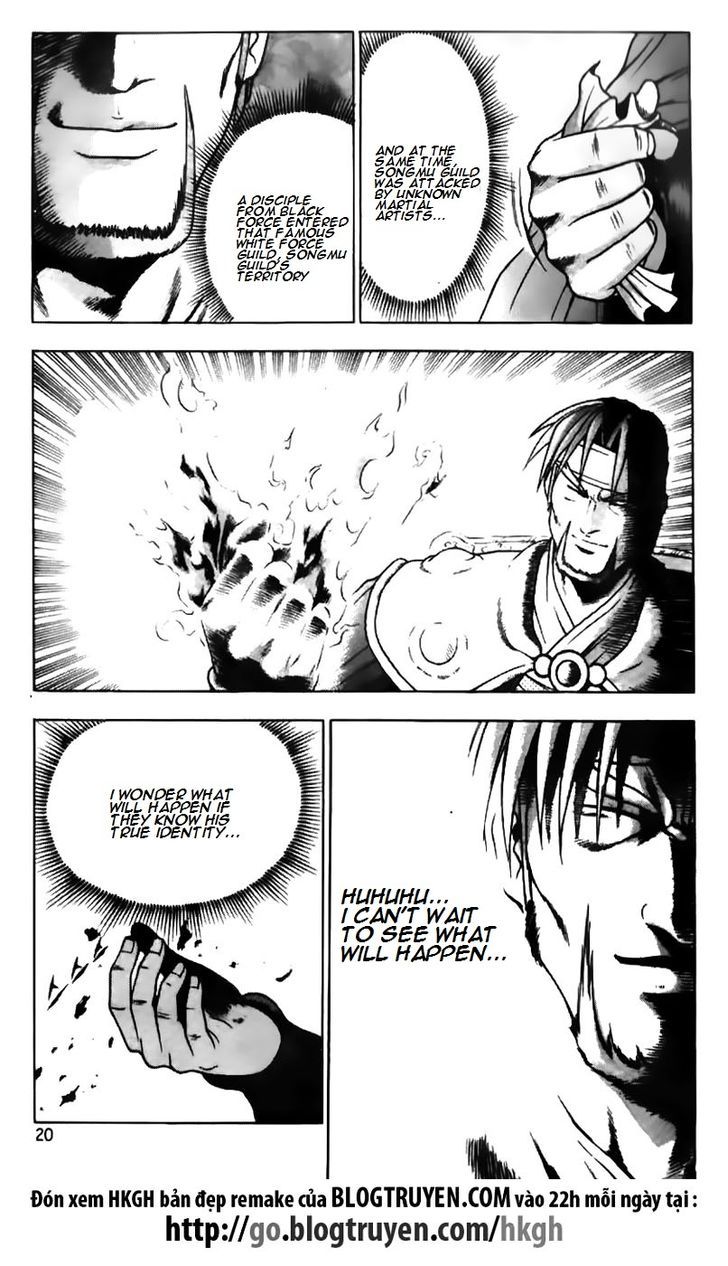 A DISCIPLE
FROM BLACK
FORCE ENTERED
THAT FAMOUS
WHITE FORCE
GUILD, SONGMU
GUILD'S
TERRITORY
AND AT THE
SAME TIME,
SONGMU GUILD
WAS ATTACKED
BY UNKNOWN
MARTIAL
ARTISTS...
I WONDER WHAT
WILL HAPPEN IF
THEY KNOW HIS
TRUE IDENTITY...
HUHUHU...
I CAN'T WAIT
TO SEE WHAT
WILL HAPPEN...
20
Đón xem HKGH bản đẹp remake của BLOGTRUYEN.COM vào 22h mỗi ngày tại :
http://go.blogtruyen.com/hkgh